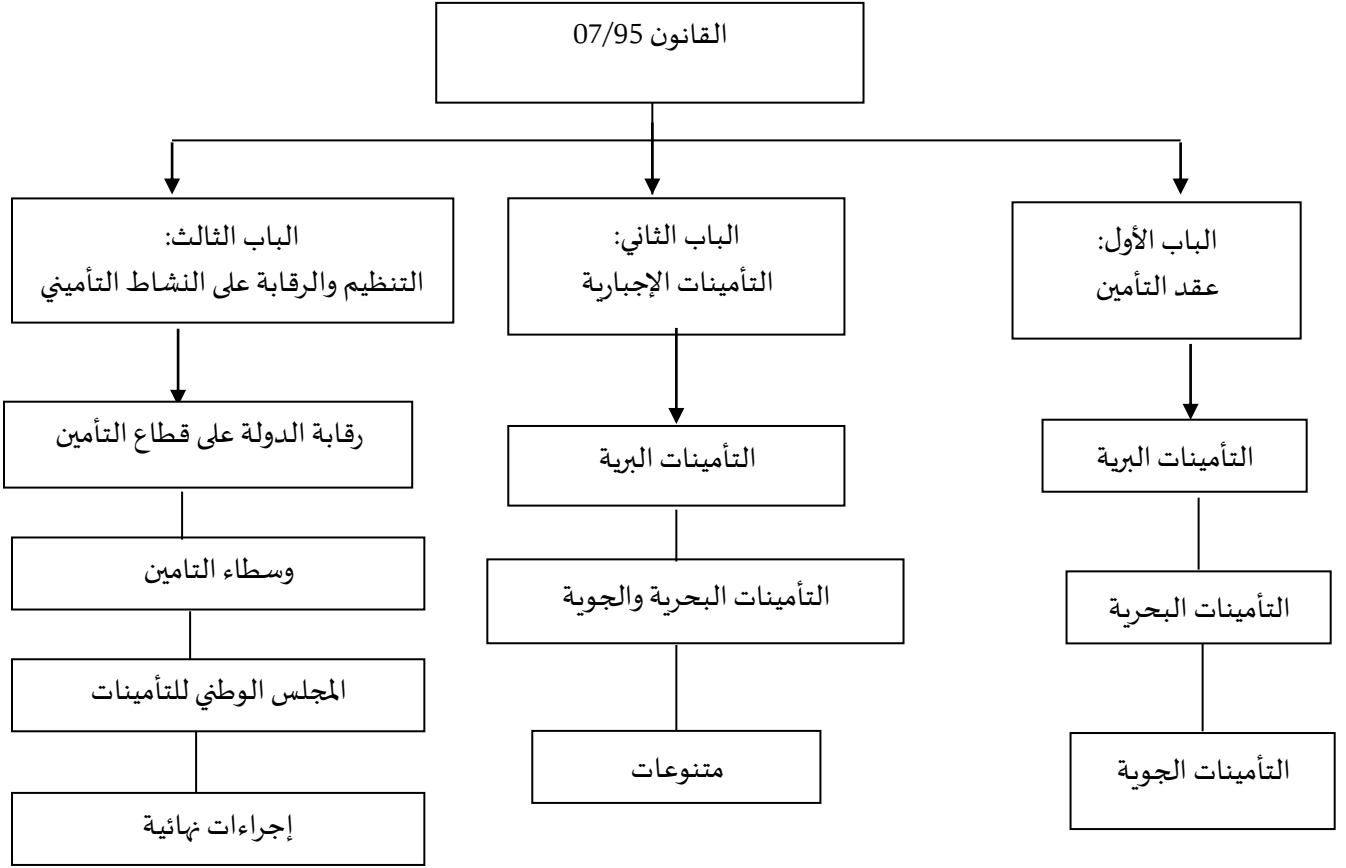 القانون 07/95
الباب الأول:
عقد التأمين
الباب الثاني:
التأمينات الإجبارية
الباب الثالث:
التنظيم والرقابة على النشاط التأميني
التأمينات البرية
التأمينات البحرية
التأمينات الجوية
التأمينات البرية
التأمينات البحرية والجوية
متنوعات
رقابة الدولة على قطاع التأمين
وسطاء التامين
المجلس الوطني للتأمينات
إجراءات نهائية